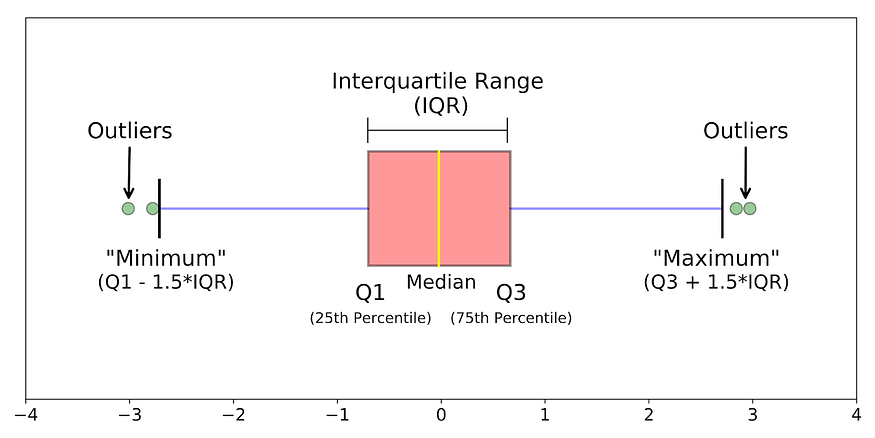 Interquartile Range
(IQR)
Outliers
Outliers
"Minimum"
(Q1 - 1.5*IQR)
"Maximum"
(Q3 + 1.5*IQR)
Median
Q1
Q3
(25th Percentile)
(75th Percentile)
−4
−3
−2
−1
0
1
2
3
4